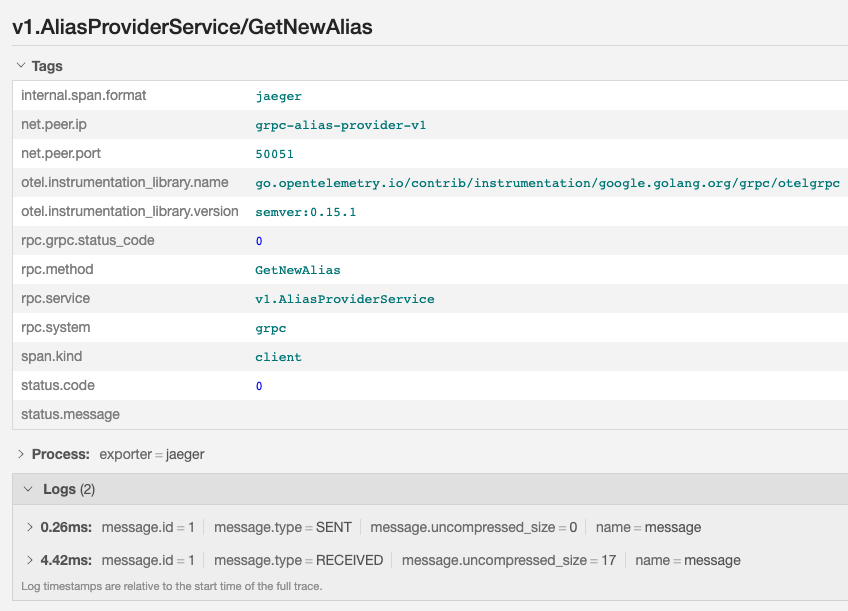 v1.AliasProviderService/GetNewAlias
Tags
internal.span.format jaeger
net.peer.ip grpc-alias-provider-v1
net.peer.port 50051
otel.instrumentation_library.name go.opentelemetry.io/contrib/instrumentation/google.golang.org/grpc/otelgrpc
otel.instrumentation_library.version semver:0.15.1
rpc.grpc.status_code 0
rpc.method GetNewAlias
rpc.service v1.AliasProviderService
rpc.system grpc
span.kind client
status.code 0
status.message
Process: exporter = jaeger
Logs (2)
0.26ms: message.id = 1 message.type = SENT message.uncompressed_size = 0 name = message
4.42ms: message.id = 1 message.type = RECEIVED message.uncompressed_size = 17 name = message
Log timestamps are relative to the start time of the full trace.